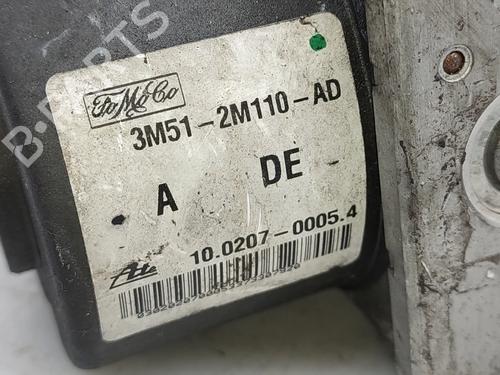 B-PARTS
FoMoCo
3M51-2M110-AD
A DE
10.0207-0005.4
Ate